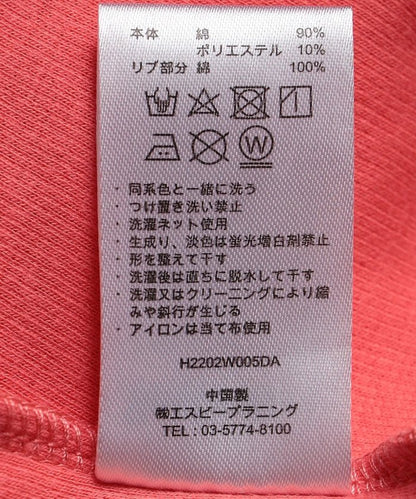 本体 綿 90%
ポリエステル 10%
リブ部分 綿 100%
W
・ 同系色と一緒に洗う
・ つけ置き洗い禁止
・ 洗濯ネット使用
・ 生成り、淡色は蛍光増白剤禁止
・ 形を整えて干す
・ 洗濯後は直ちに脱水して干す
・ 洗濯又はクリーニングにより縮
みや斜行が生じる
・ アイロンは当て布使用
H2202W005DA
中国製
㈱エスピープラニング
TEL : 03-5774-8100